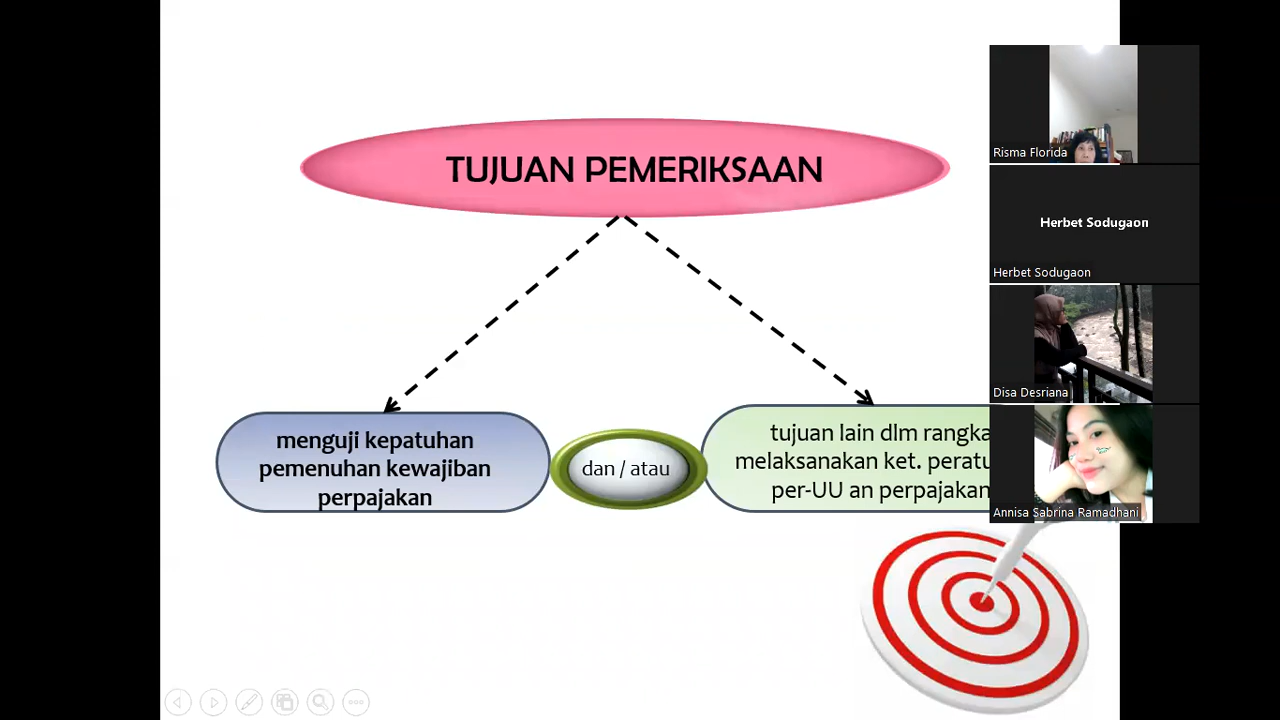 TUJUAN PEMERIKSAAN
menguji kepatuhan
pemenuhan kewajiban
perpajakan
dan / atau
tujuan lain dlm rangka
melaksanakan ket.
per-UU an perpajakan
Risma Florida
Herbet Sodugaon
Herbet Sodugaon
Disa Desriana
Annisa Sabrina Ramadhani